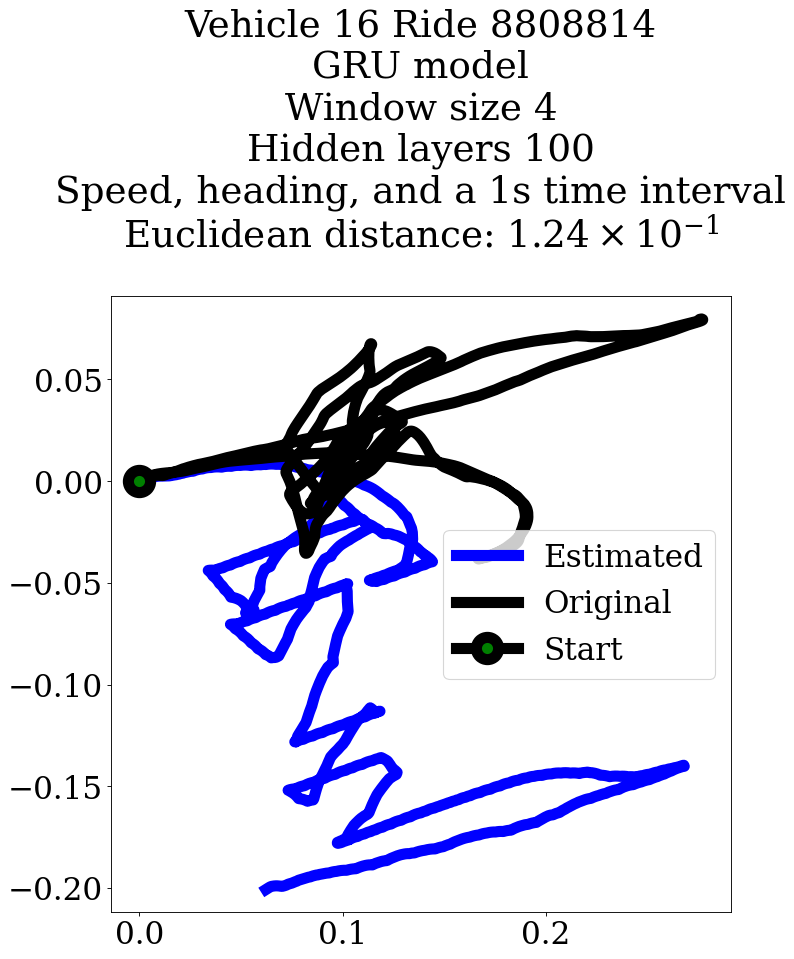 Vehicle 16 Ride 8808814
GRU model
Window size 4
Hidden layers 100
Speed, heading, and a 1s time interval
Euclidean distance: 1.24 × 10⁻¹
0.05
0.00
−0.05
−0.10
−0.15
−0.20
Estimated
Original
Start
0.0 0.1 0.2